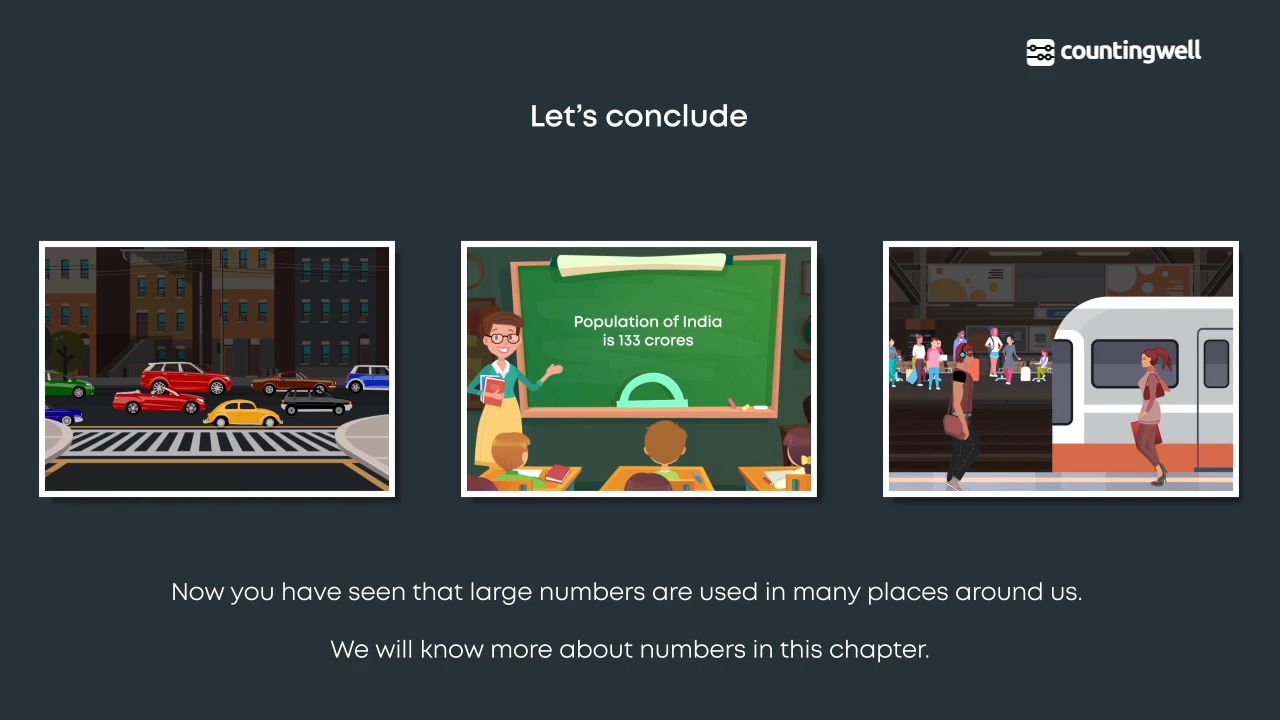 countingwell
Let's conclude
Population of India
is 133 crores
Now you have seen that large numbers are used in many places around us.
We will know more about numbers in this chapter.